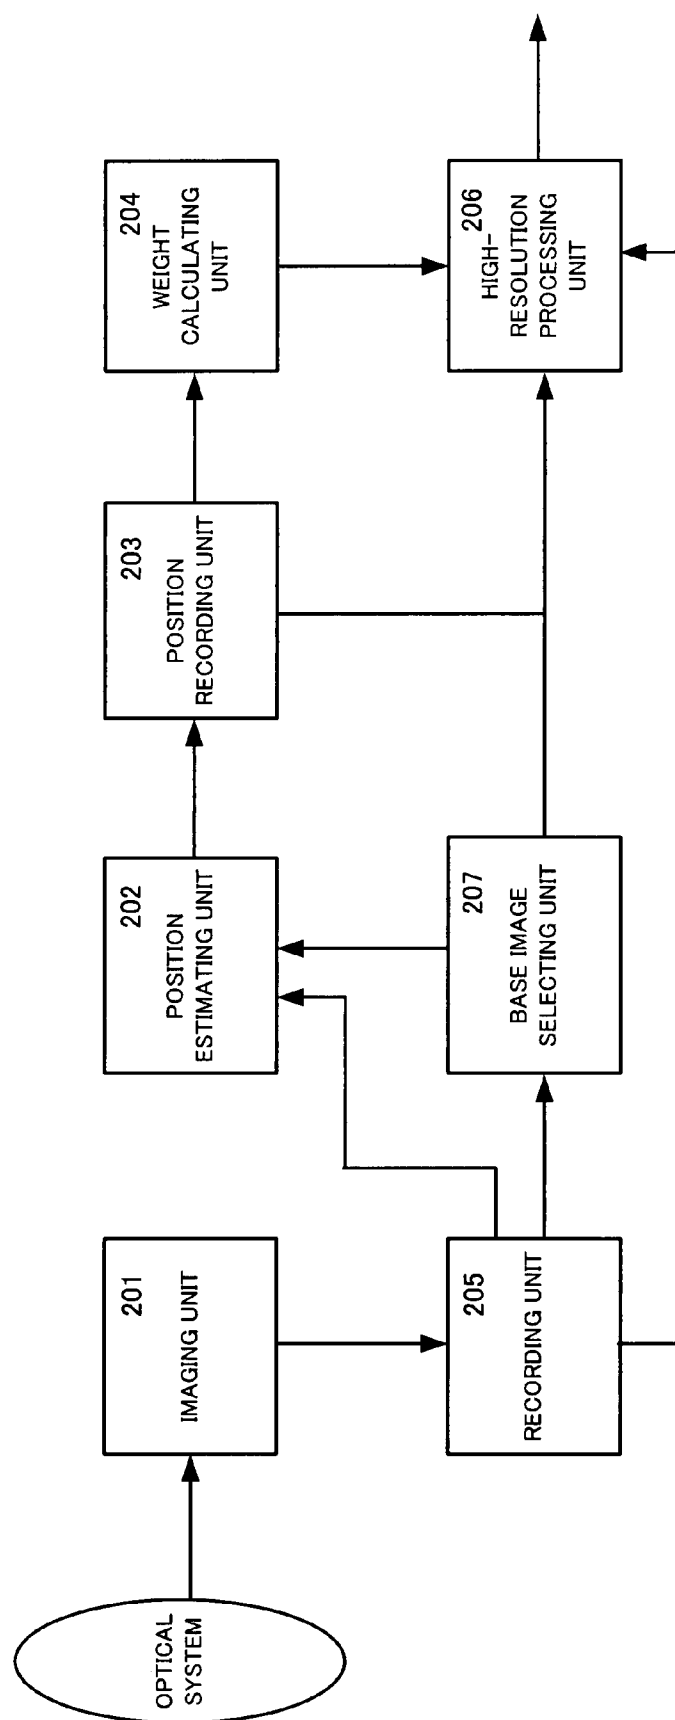 OPTICAL
SYSTEM
201
IMAGING UNIT
202
POSITION
ESTIMATING UNIT
203
POSITION
RECORDING UNIT
204
WEIGHT
CALCULATING
UNIT
205
RECORDING UNIT
207
BASE IMAGE
SELECTING UNIT
206
HIGH-
RESOLUTION
PROCESSING
UNIT